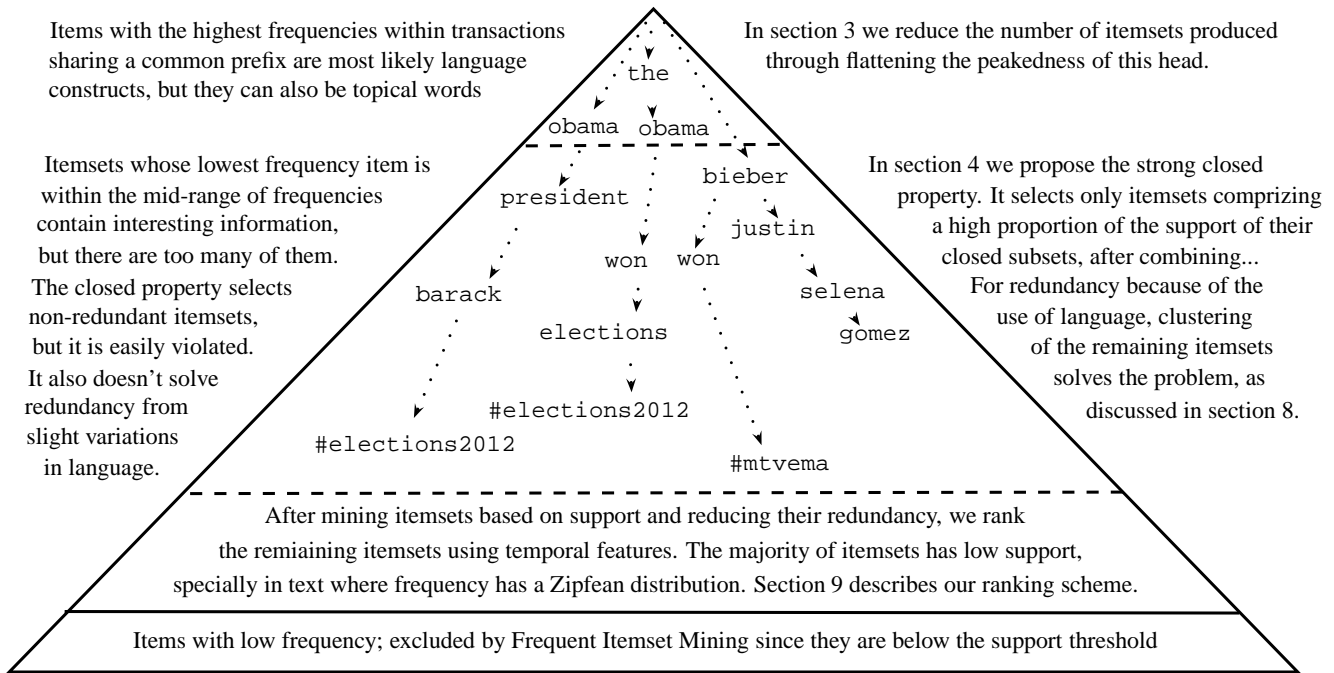 Items with the highest frequencies within transactions
sharing a common prefix are most likely language
constructs, but they can also be topical words
In section 3 we reduce the number of itemsets produced
through flattening the peakedness of this head.
the
obama
obama
Itemsets whose lowest frequency item is
within the mid-range of frequencies
contain interesting information,
but there are too many of them.
The closed property selects
non-redundant itemsets,
but it is easily violated.
It also doesn't solve
redundancy from
slight variations
in language.
president
bieber
justin
won
won
barack
selena
elections
gomez
#elections2012
#elections2012
#mtvema
In section 4 we propose the strong closed
property. It selects only itemsets comprizing
a high proportion of the support of their
closed subsets, after combining...
For redundancy because of the
use of language, clustering
of the remaining itemsets
solves the problem, as
discussed in section 8.
After mining itemsets based on support and reducing their redundancy, we rank
the remiaining itemsets using temporal features. The majority of itemsets has low support,
specially in text where frequency has a Zipfean distribution. Section 9 describes our ranking scheme.
Items with low frequency; excluded by Frequent Itemset Mining since they are below the support threshold